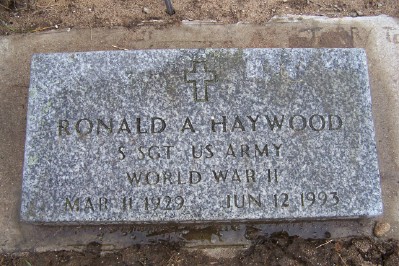 RONALD A HAYWOOD
S SGT US ARMY
WORLD WAR II
MAR 11 1929 JUN 12 1993